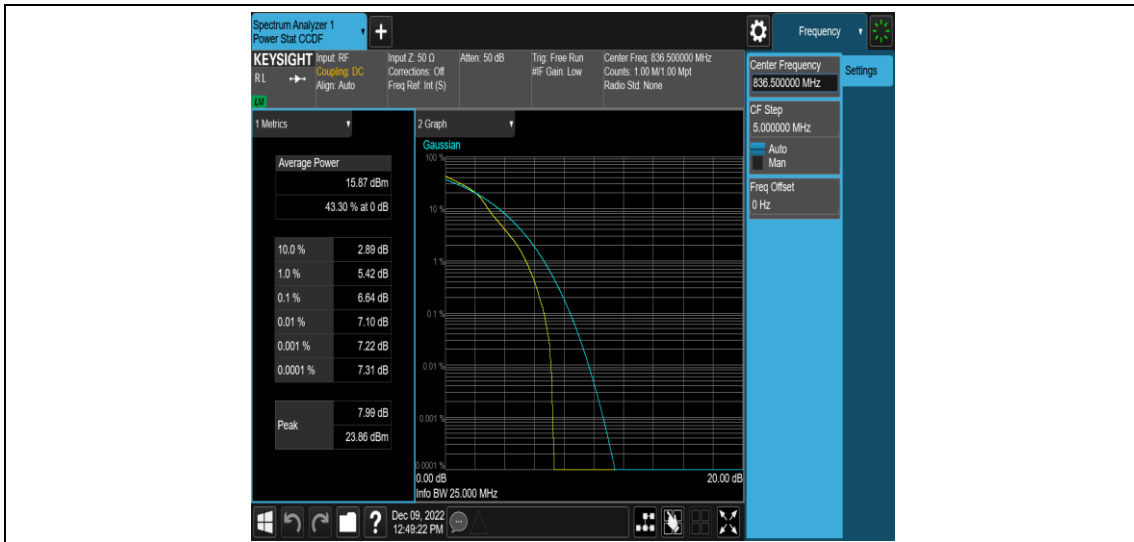 Spectrum Analyzer 1
Power Stat CCDF
Frequency
KEYSIGHT
RL
LXI
Input: RF
Coupling: DC
Align: Auto
Input Z: 50 Ω
Corrections: Off
Freq Ref: Int (S)
Atten: 50 dB
Trig: Free Run
#IF Gain: Low
Center Freq: 836.500000 MHz
Counts: 1.00 M/1.00 Mpt
Radio Std: None
Center Frequency
836.500000 MHz
Settings
CF Step
5.000000 MHz
Auto
Man
Freq Offset
0 Hz
1 Metrics
Average Power
15.87 dBm
43.30 % at 0 dB
10.0 % 2.89 dB
1.0 % 5.42 dB
0.1 % 6.64 dB
0.01 % 7.10 dB
0.001 % 7.22 dB
0.0001 % 7.31 dB
Peak
7.99 dB
23.86 dBm
2 Graph
Gaussian
100 %
10 %
1 %
0.1 %
0.01 %
0.001 %
0.0001 %
0.00 dB
20.00 dB
Info BW 25.000 MHz
Dec 09, 2022
12:49:22 PM